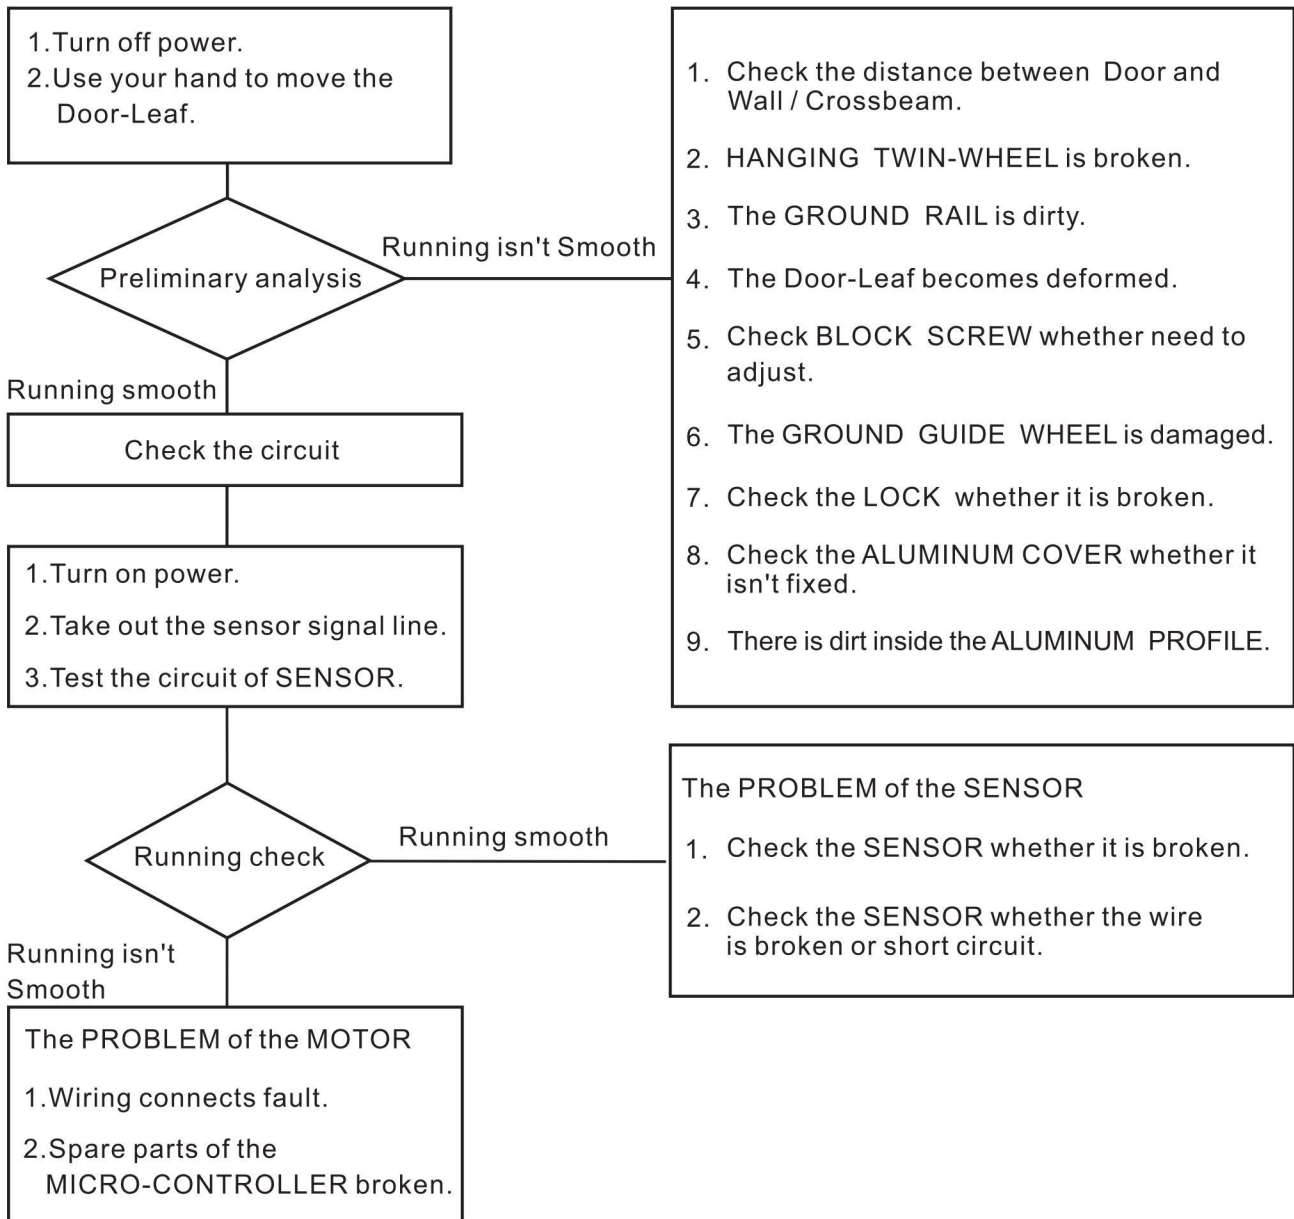 1.Turn off power.
2.Use your hand to move the
Door-Leaf.
Preliminary analysis
Running isn't Smooth
1. Check the distance between Door and
Wall / Crossbeam.
2. HANGING TWIN-WHEEL is broken.
3. The GROUND RAIL is dirty.
4. The Door-Leaf becomes deformed.
5. Check BLOCK SCREW whether need to
adjust.
6. The GROUND GUIDE WHEEL is damaged.
7. Check the LOCK whether it is broken.
8. Check the ALUMINUM COVER whether it
isn't fixed.
9. There is dirt inside the ALUMINUM PROFILE.
Running smooth
Check the circuit
1.Turn on power.
2.Take out the sensor signal line.
3.Test the circuit of SENSOR.
Running check
Running smooth
The PROBLEM of the SENSOR
1. Check the SENSOR whether it is broken.
2. Check the SENSOR whether the wire
is broken or short circuit.
Running isn't
Smooth
The PROBLEM of the MOTOR
1.Wiring connects fault.
2.Spare parts of the
MICRO-CONTROLLER broken.